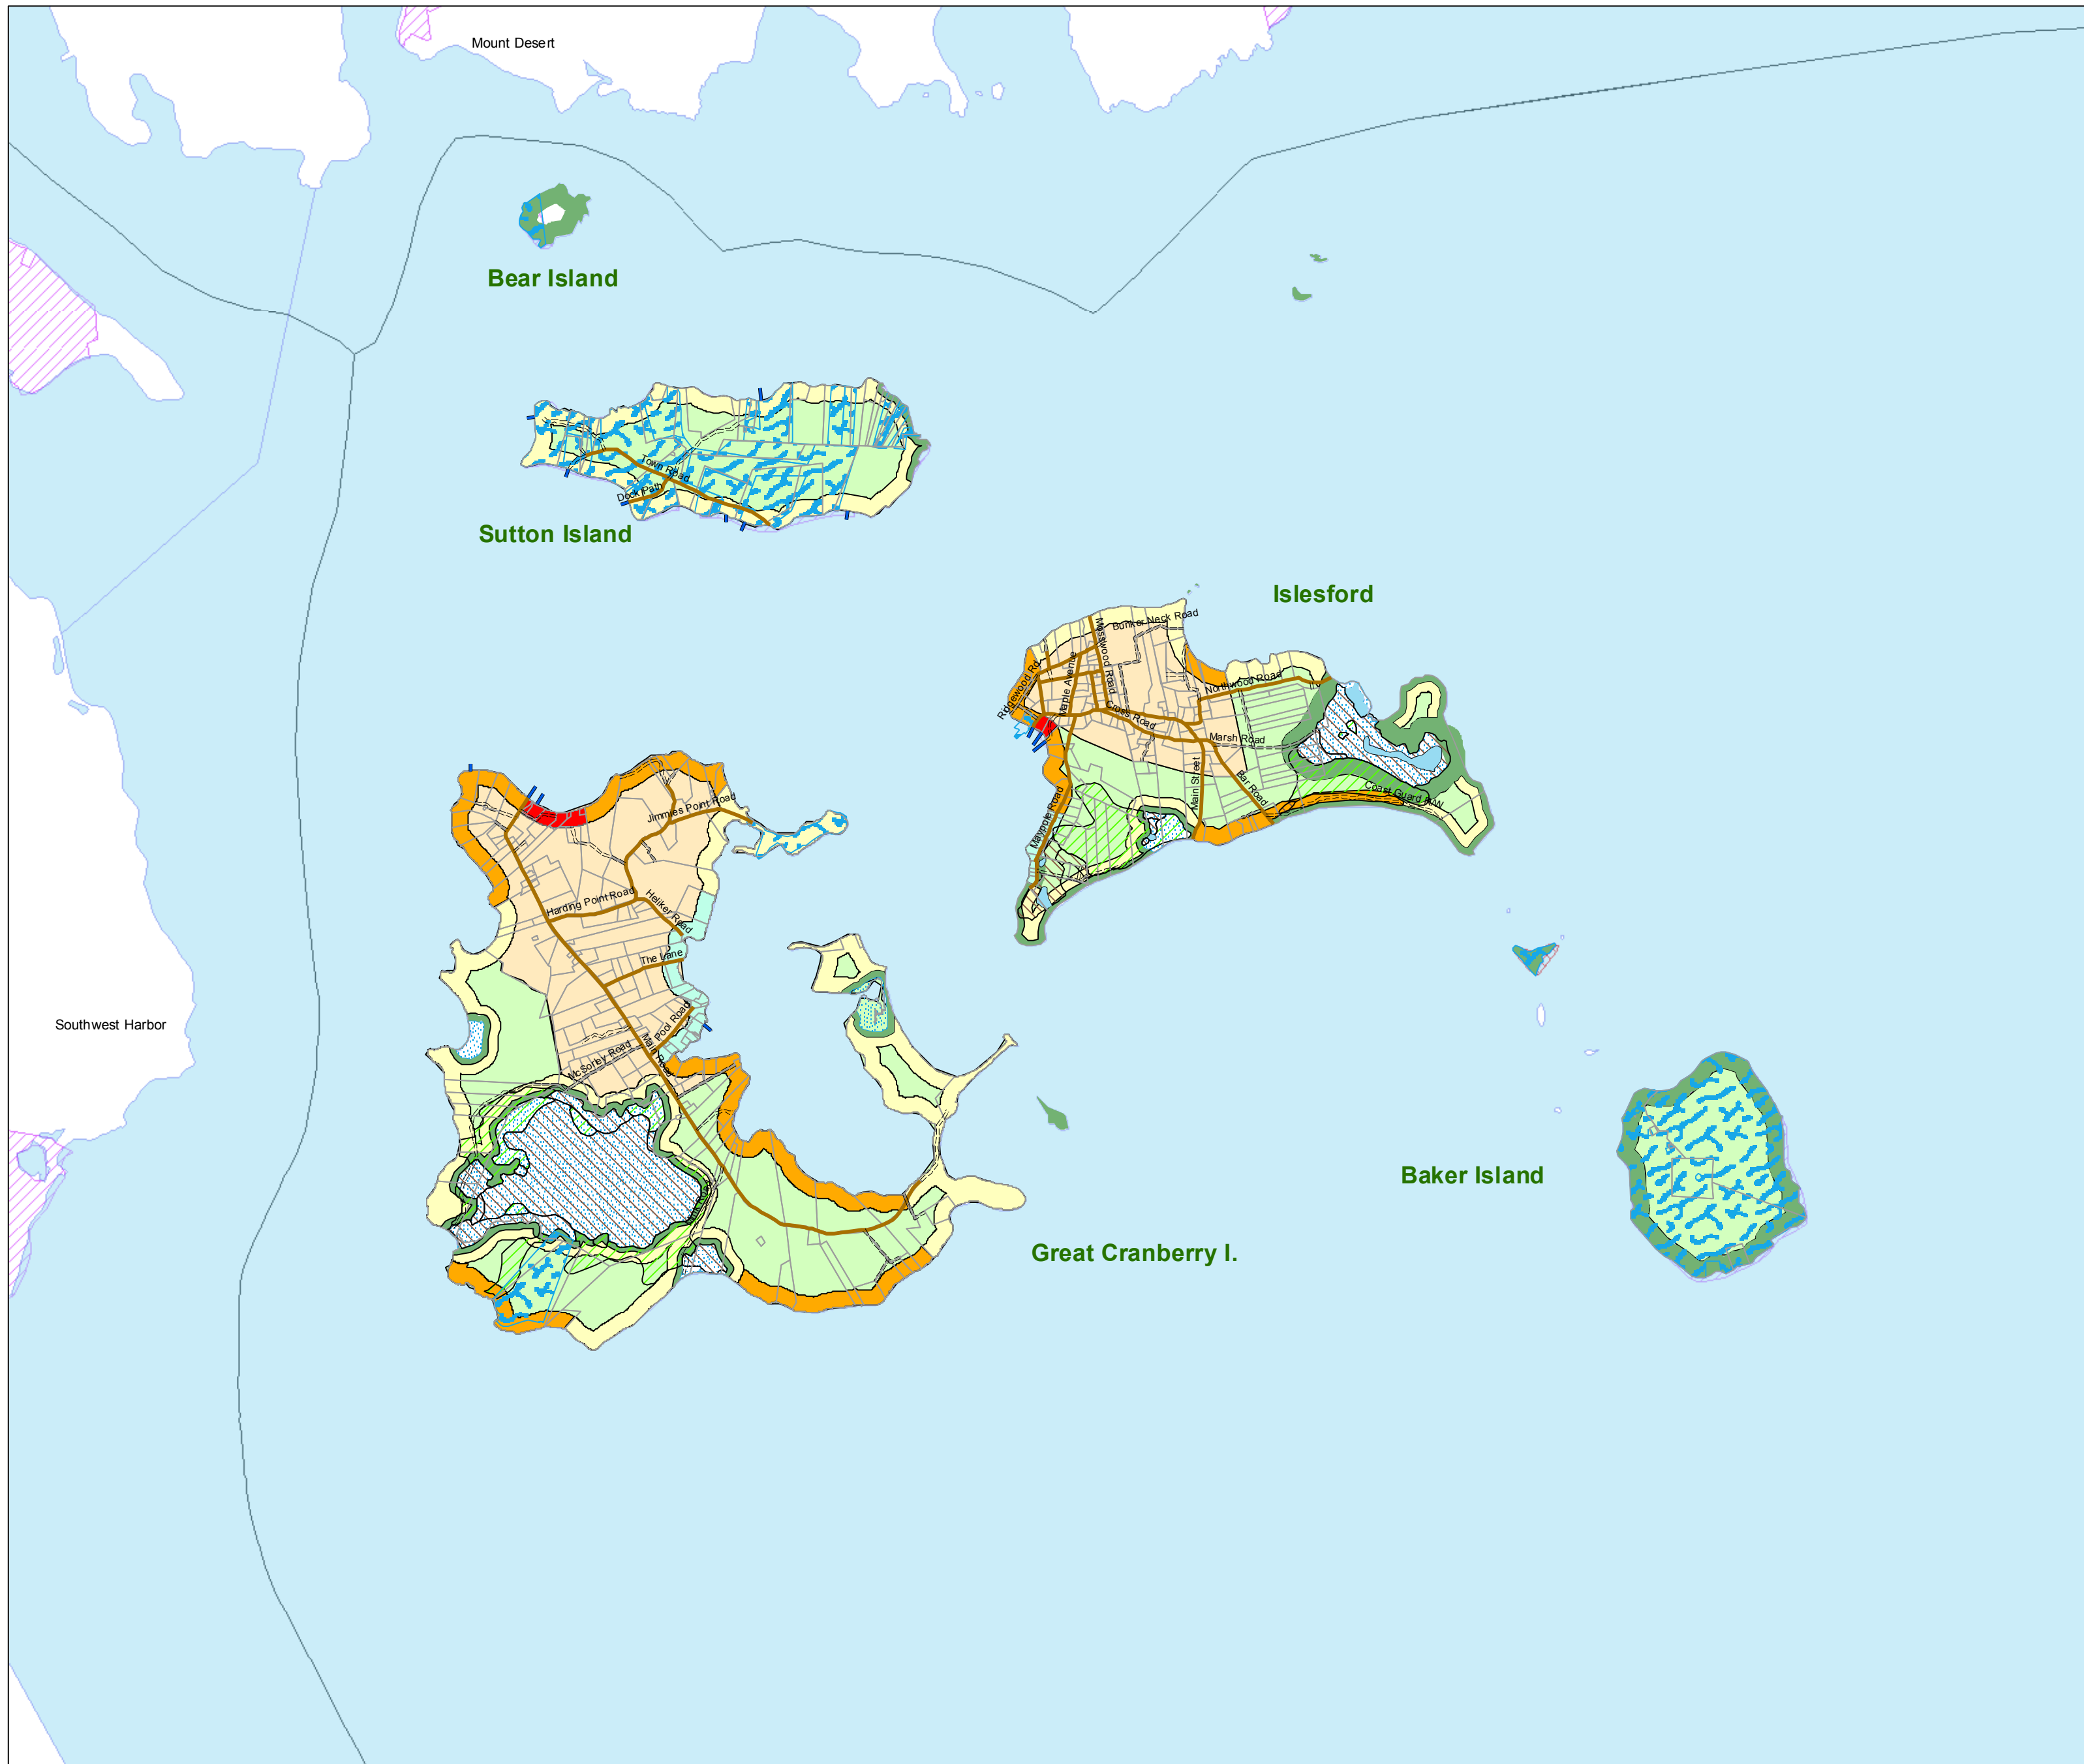 Mount Desert
Bear Island
Town Road
Dock Path
Sutton Island
Islesford
Bunker Neck Road
Mosswood Road
Maple Avenue
Ridgewood Rd
Northwood Road
Cross Road
Marsh Road
Main Street
Bar Road
Coast Guard R/W
Maypole Road
Jimmies Point Road
Harding Point Road
Heliker Road
The Lane
Pool Road
Main Road
McSorley Road
Southwest Harbor
Baker Island
Great Cranberry I.